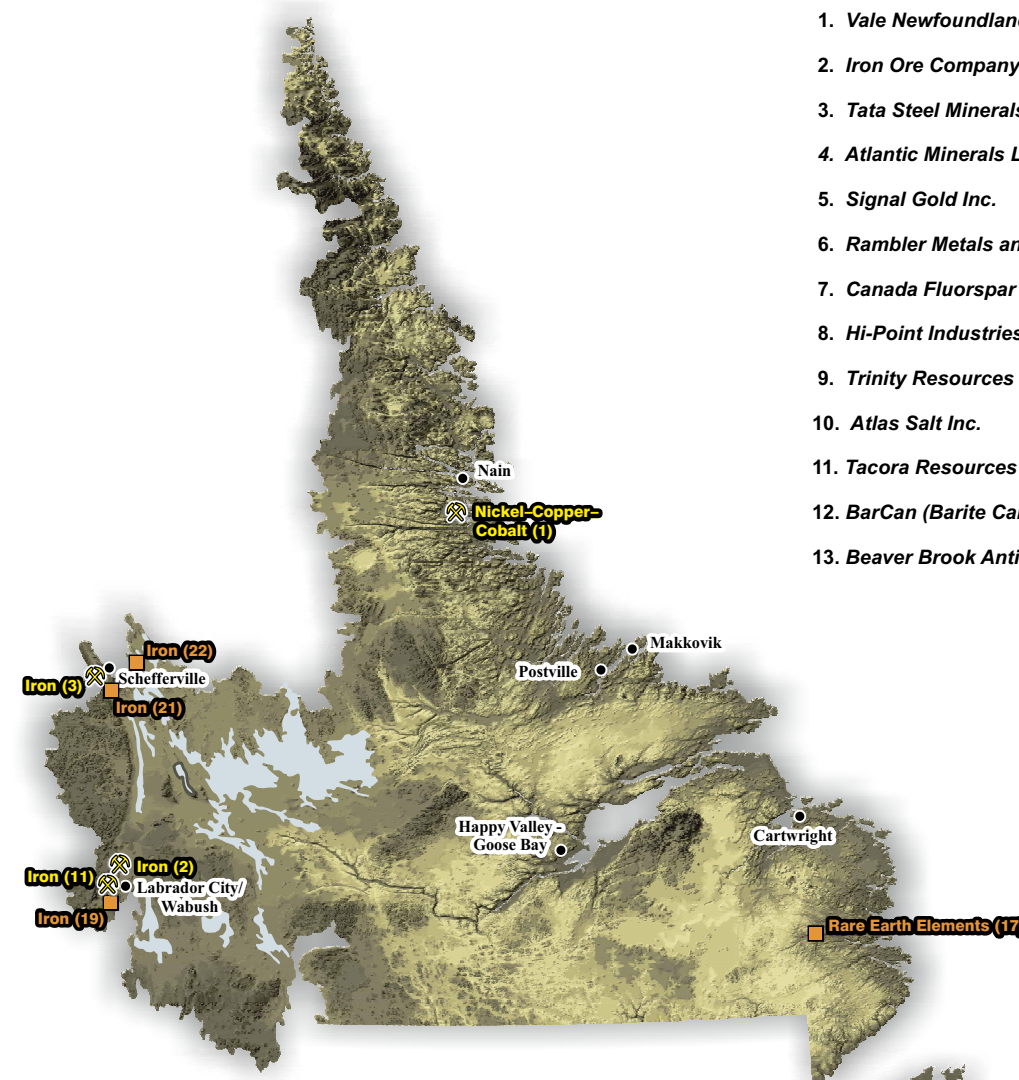 1. Vale Newfoundlan
2. Iron Ore Company
3. Tata Steel Minerals
4. Atlantic Minerals L
5. Signal Gold Inc.
6. Rambler Metals an
7. Canada Fluorspar
8. Hi-Point Industries
9. Trinity Resources
10. Atlas Salt Inc.
11. Tacora Resources
12. BarCan (Barite Ca
13. Beaver Brook Anti
Nain
Nickel–Copper–
Cobalt (1)
Makkovik
Postville
Iron (22)
Schefferville
Iron (3)
Iron (21)
Happy Valley -
Goose Bay
Cartwright
Iron (2)
Iron (11)
Labrador City/
Wabush
Iron (19)
Rare Earth Elements (17